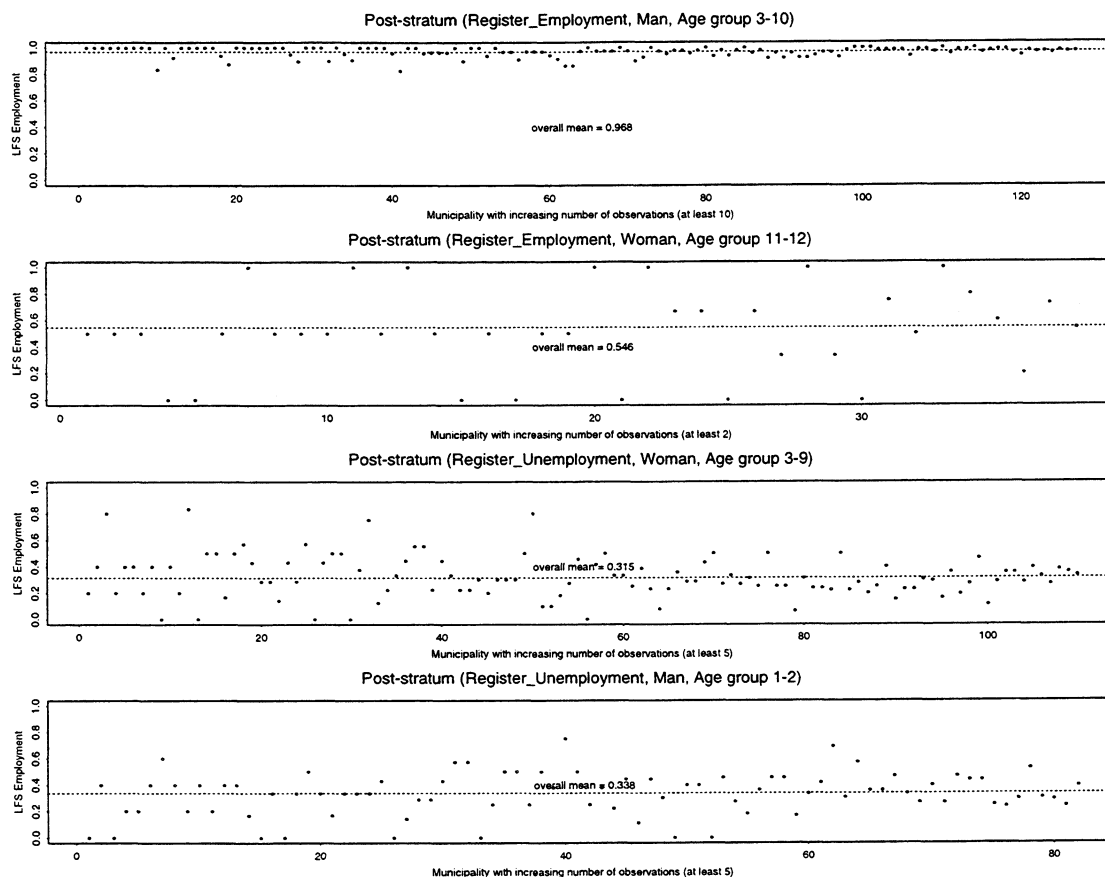 Post-stratum (Register_Employment, Man, Age group 3-10)
LFS Employment
0.0 0.2 0.4 0.6 0.8 1.0
overall mean = 0.968
0 20 40 60 80 100 120
Municipality with increasing number of observations (at least 10)
Post-stratum (Register_Employment, Woman, Age group 11-12)
LFS Employment
0.0 0.2 0.4 0.6 0.8 1.0
overall mean = 0.546
0 10 20 30
Municipality with increasing number of observations (at least 2)
Post-stratum (Register_Unemployment, Woman, Age group 3-9)
LFS Employment
0.0 0.2 0.4 0.6 0.8 1.0
overall mean = 0.315
0 20 40 60 80 100
Municipality with increasing number of observations (at least 5)
Post-stratum (Register_Unemployment, Man, Age group 1-2)
LFS Employment
0.0 0.2 0.4 0.6 0.8 1.0
overall mean = 0.338
0 20 40 60 80
Municipality with increasing number of observations (at least 5)